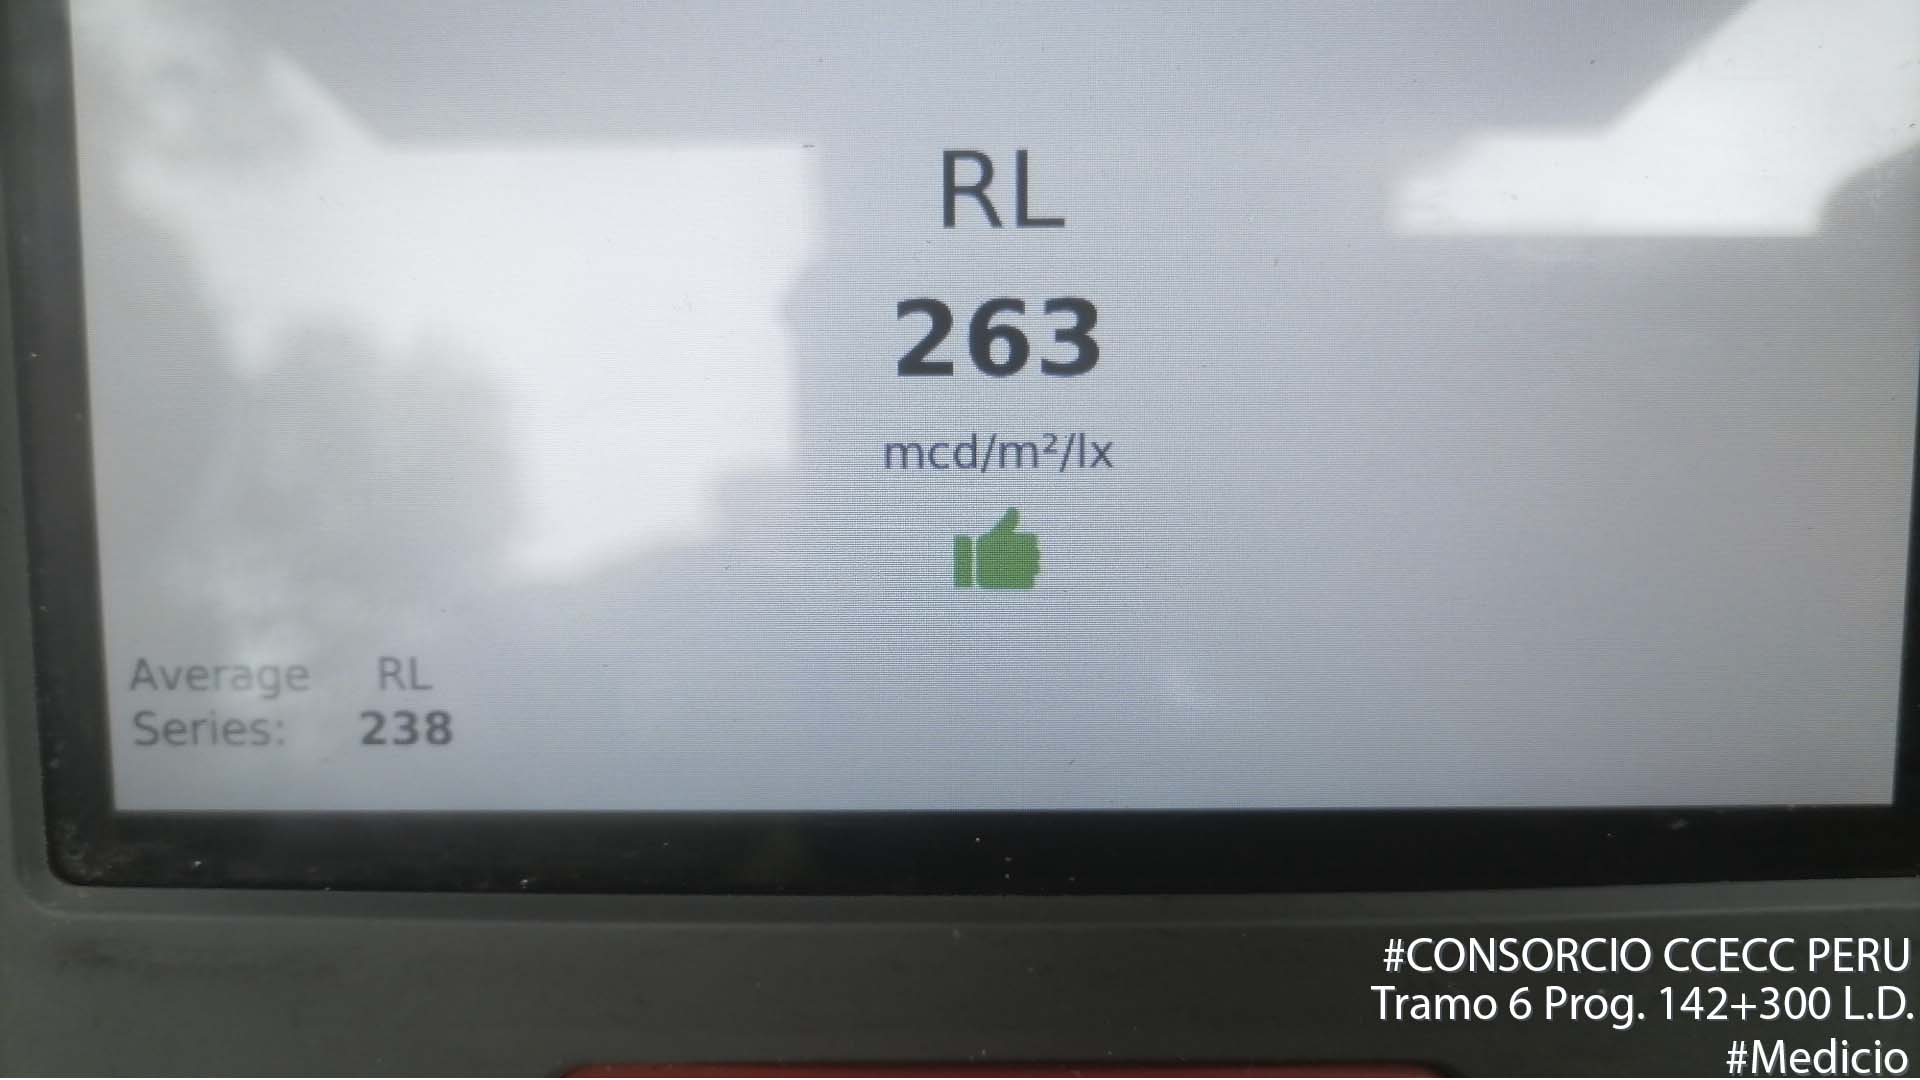 RL
263
mcd/m²/lx
Average RL
Series: 238
#CONSORCIO CCECC PERU
Tramo 6 Prog. 142+300 L.D.
#Medicio